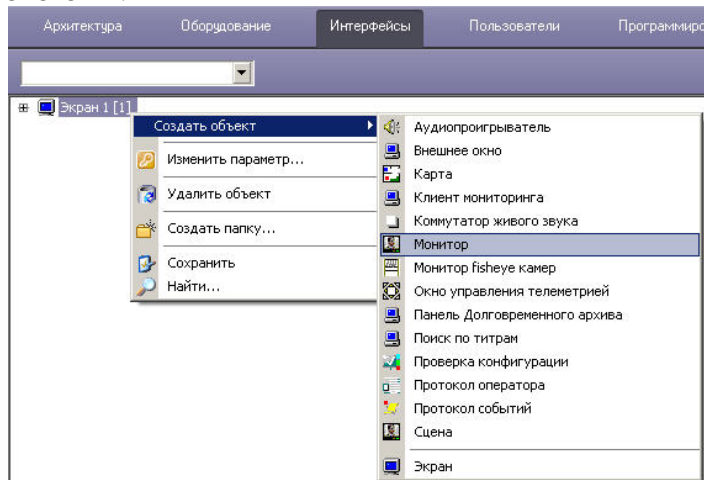 Архитектура Оборудование Интерфейсы Пользователи Программиро
Экран 1 [1]
Создать объект
Изменить параметр...
Удалить объект
Создать папку...
Сохранить
Найти...
Аудиопроигрыватель
Внешнее окно
Карта
Клиент мониторинга
Коммутатор живого звука
Монитор
Монитор fisheye камер
Окно управления телеметрией
Панель Долговременного архива
Поиск по титрам
Проверка конфигурации
Протокол оператора
Протокол событий
Сцена
Экран